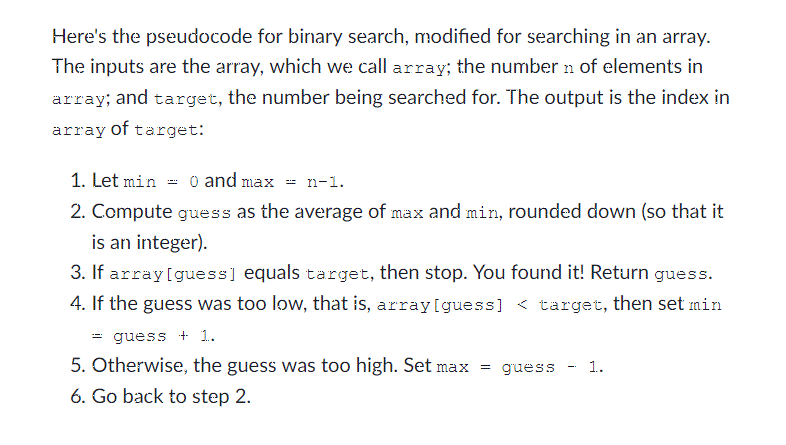 Here's the pseudocode for binary search, modified for searching in an array.
The inputs are the array, which we call array; the number n of elements in
array; and target, the number being searched for. The output is the index in
array of target:
1. Let min = 0 and max = n-1.
2. Compute guess as the average of max and min, rounded down (so that it
is an integer).
3. If array[guess] equals target, then stop. You found it! Return guess.
4. If the guess was too low, that is, array[guess] < target, then set min
= guess + 1.
5. Otherwise, the guess was too high. Set max = guess - 1.
6. Go back to step 2.